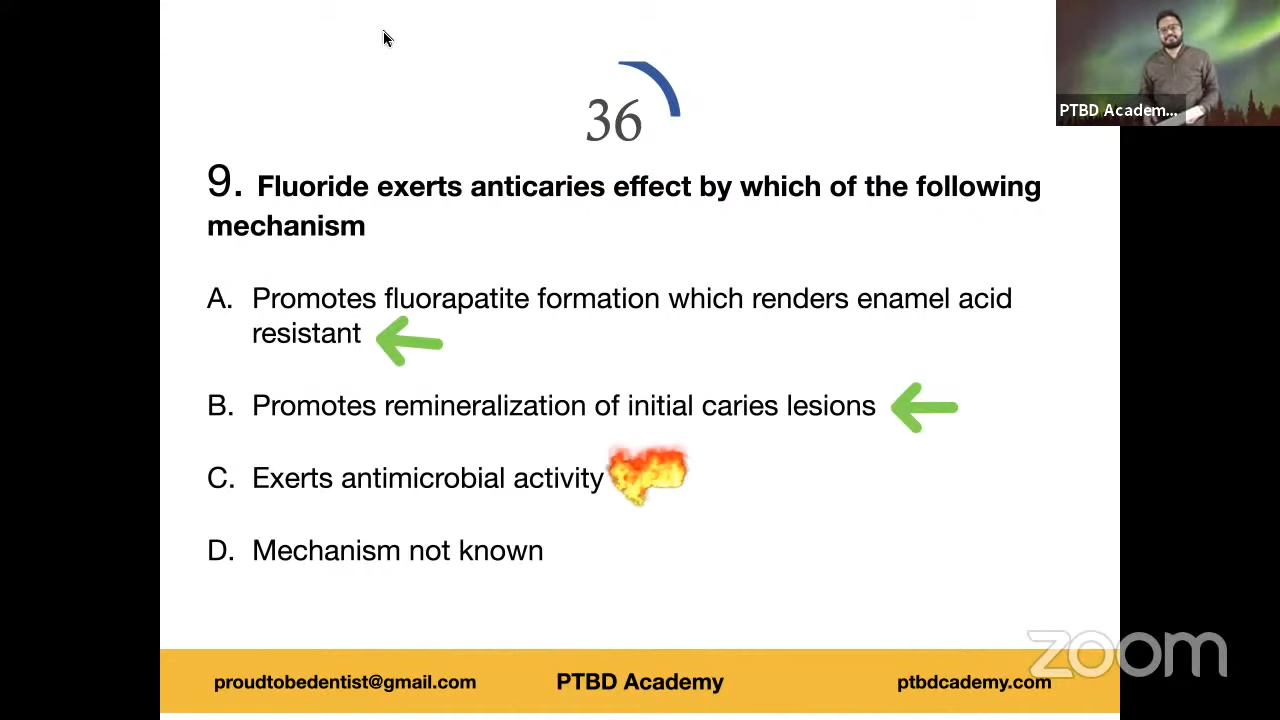 PTBD Academ...
36
9. Fluoride exerts anticaries effect by which of the following
mechanism
A. Promotes fluorapatite formation which renders enamel acid
resistant
B. Promotes remineralization of initial caries lesions
C. Exerts antimicrobial activity
D. Mechanism not known
zoom
proudtobedentist@gmail.com PTBD Academy ptbdcademy.com